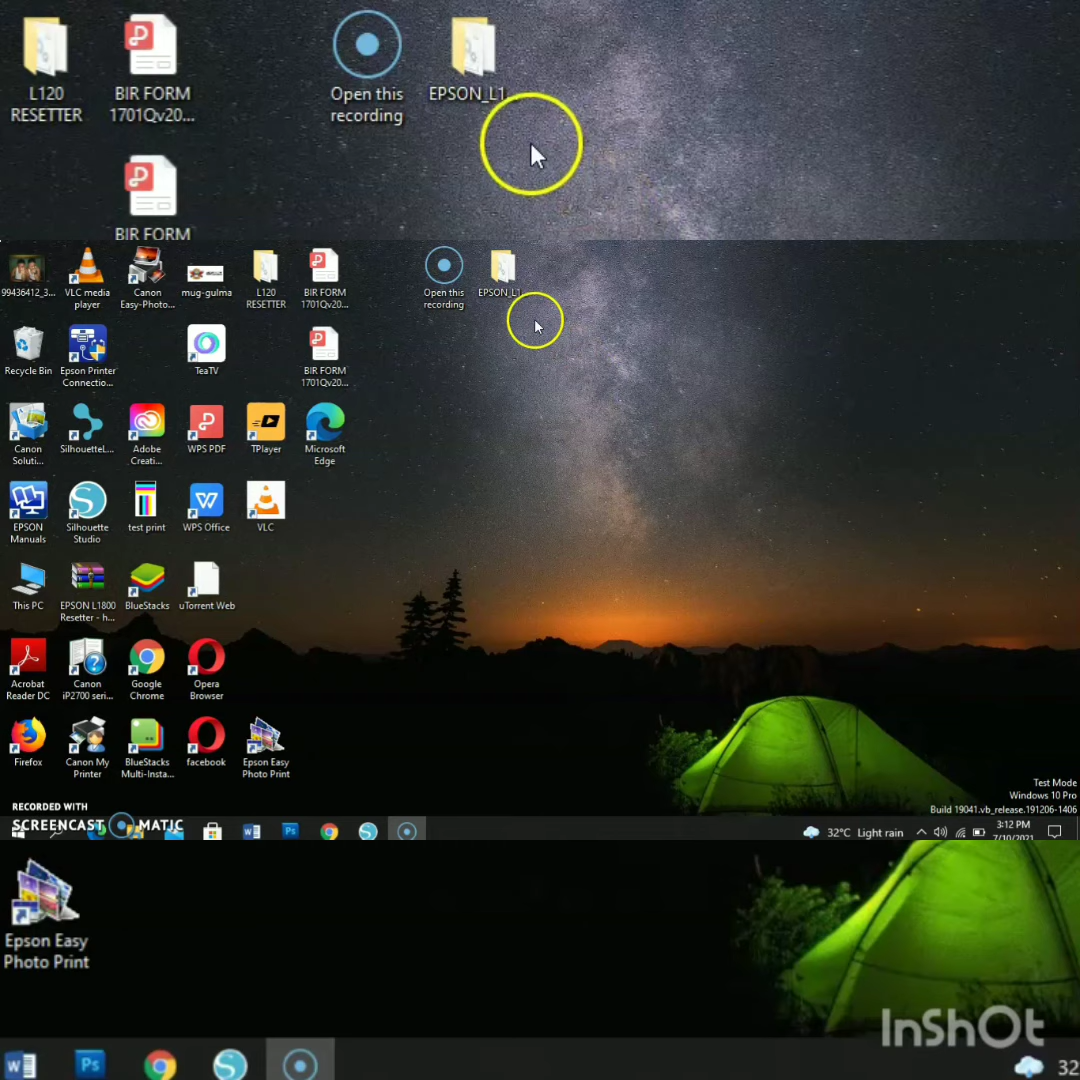 L120
RESETTER
BIR FORM
1701Qv20...
Open this
recording
EPSON_L1
BIR FORM
99436412_3...
VLC media
player
Canon
Easy-Photo...
mug-gulma
L120
RESETTER
BIR FORM
1701Qv20...
Open this
recording
EPSON_L1
Recycle Bin
Epson Printer
Connectio...
TeaTV
BIR FORM
1701Qv20...
Canon
Soluti...
SilhouetteL...
Adobe
Creati...
WPS PDF
TPlayer
Microsoft
Edge
EPSON
Manuals
Silhouette
Studio
test print
WPS Office
VLC
This PC
EPSON L1800
Resetter - h...
BlueStacks
uTorrent Web
Acrobat
Reader DC
Canon
iP2700 seri...
Google
Chrome
Opera
Browser
Firefox
Canon My
Printer
BlueStacks
Multi-Insta...
facebook
Epson Easy
Photo Print
Test Mode
Windows 10 Pro
Build 19041.vb_release.191206-1406
RECORDED WITH
SCREENCAST MATIC
Ps
32°C Light rain
3:12 PM
7/10/2021
Epson Easy
Photo Print
InShOt
Ps
32